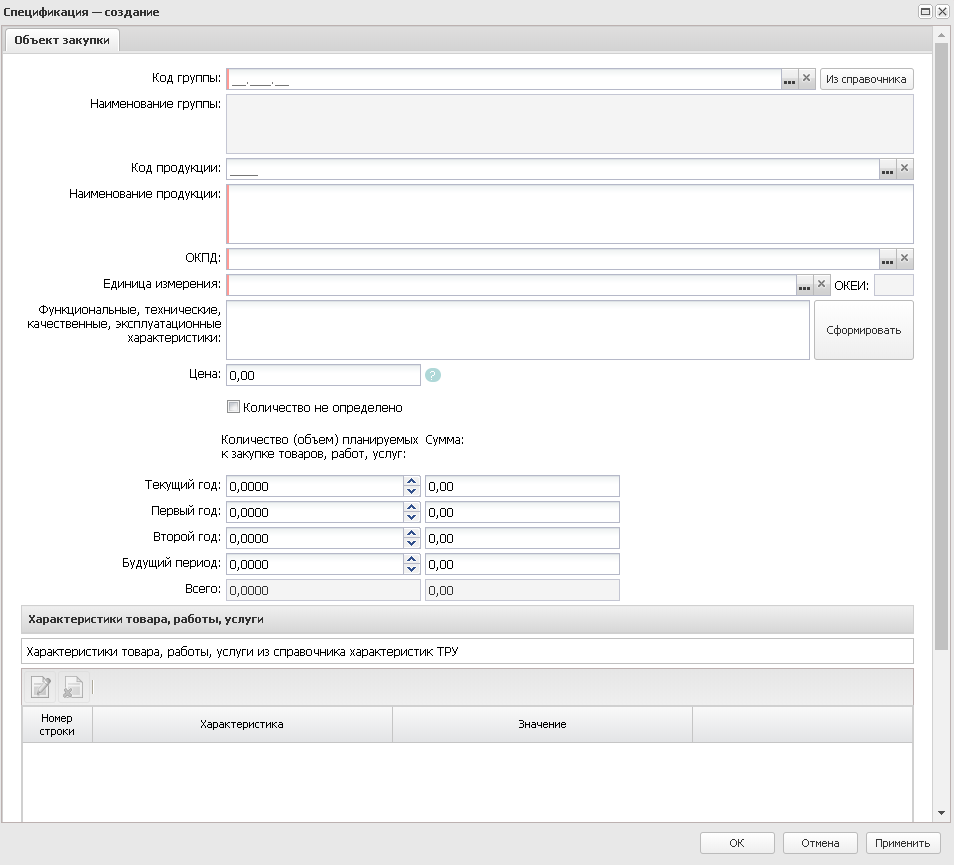 Спецификация — создание
Объект закупки
Код группы: __.___.__ ... Из справочника
Наименование группы:
Код продукции: ____ ...
Наименование продукции:
ОКПД: ...
Единица измерения: ... ОКЕИ:
Функциональные, технические,
качественные, эксплуатационные
характеристики:
Сформировать
Цена: 0,00 ?
Количество не определено
Количество (объем) планируемых Сумма:
к закупке товаров, работ, услуг:
Текущий год: 0,0000 0,00
Первый год: 0,0000 0,00
Второй год: 0,0000 0,00
Будущий период: 0,0000 0,00
Всего: 0,0000 0,00
Характеристики товара, работы, услуги
Характеристики товара, работы, услуги из справочника характеристик ТРУ
Номер
строки
Характеристика Значение
ОК Отмена Применить